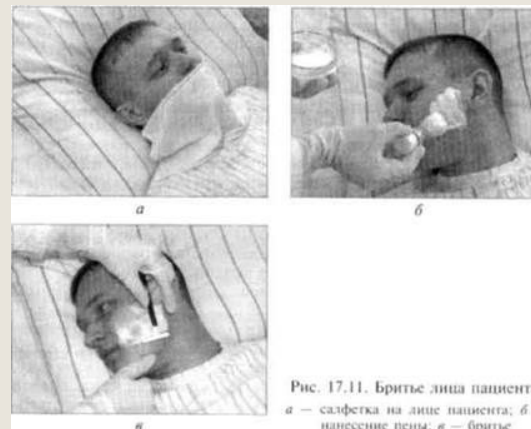 а
б
в
Рис. 17.11. Бритье лица пациент
а — салфетка на лице пациента; б
нанесение пены; в — бритье